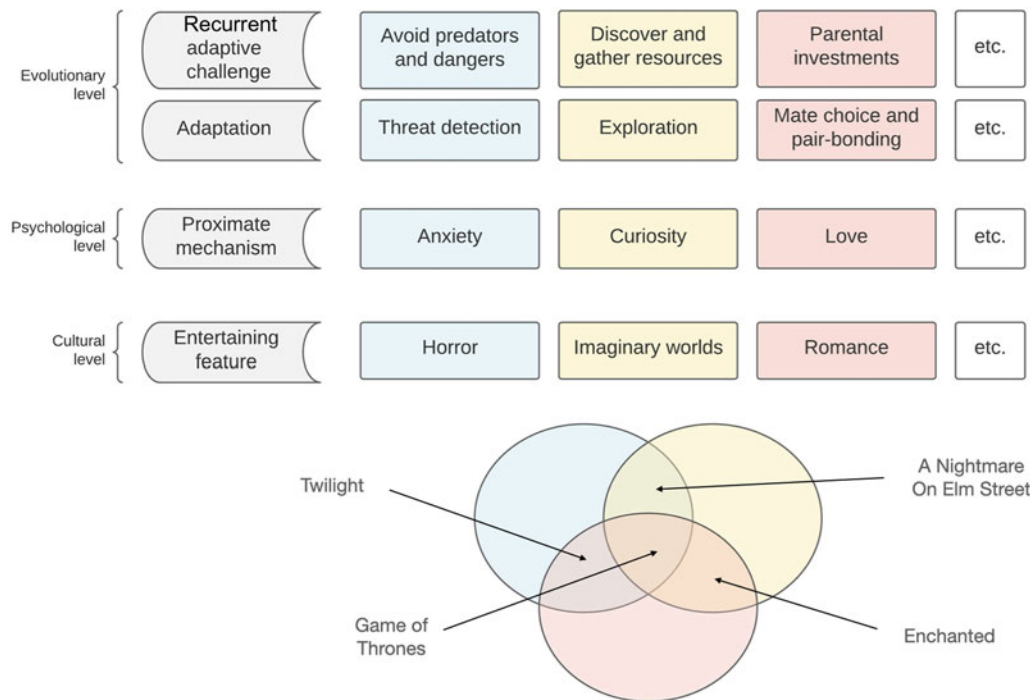 Evolutionary
level
Recurrent
adaptive
challenge
Avoid predators
and dangers
Discover and
gather resources
Parental
investments
etc.
Adaptation
Threat detection
Exploration
Mate choice and
pair-bonding
Psychological
level
Proximate
mechanism
Anxiety
Curiosity
Love
etc.
Cultural
level
Entertaining
feature
Horror
Imaginary worlds
Romance
etc.
Twilight
A Nightmare
On Elm Street
Game of
Thrones
Enchanted